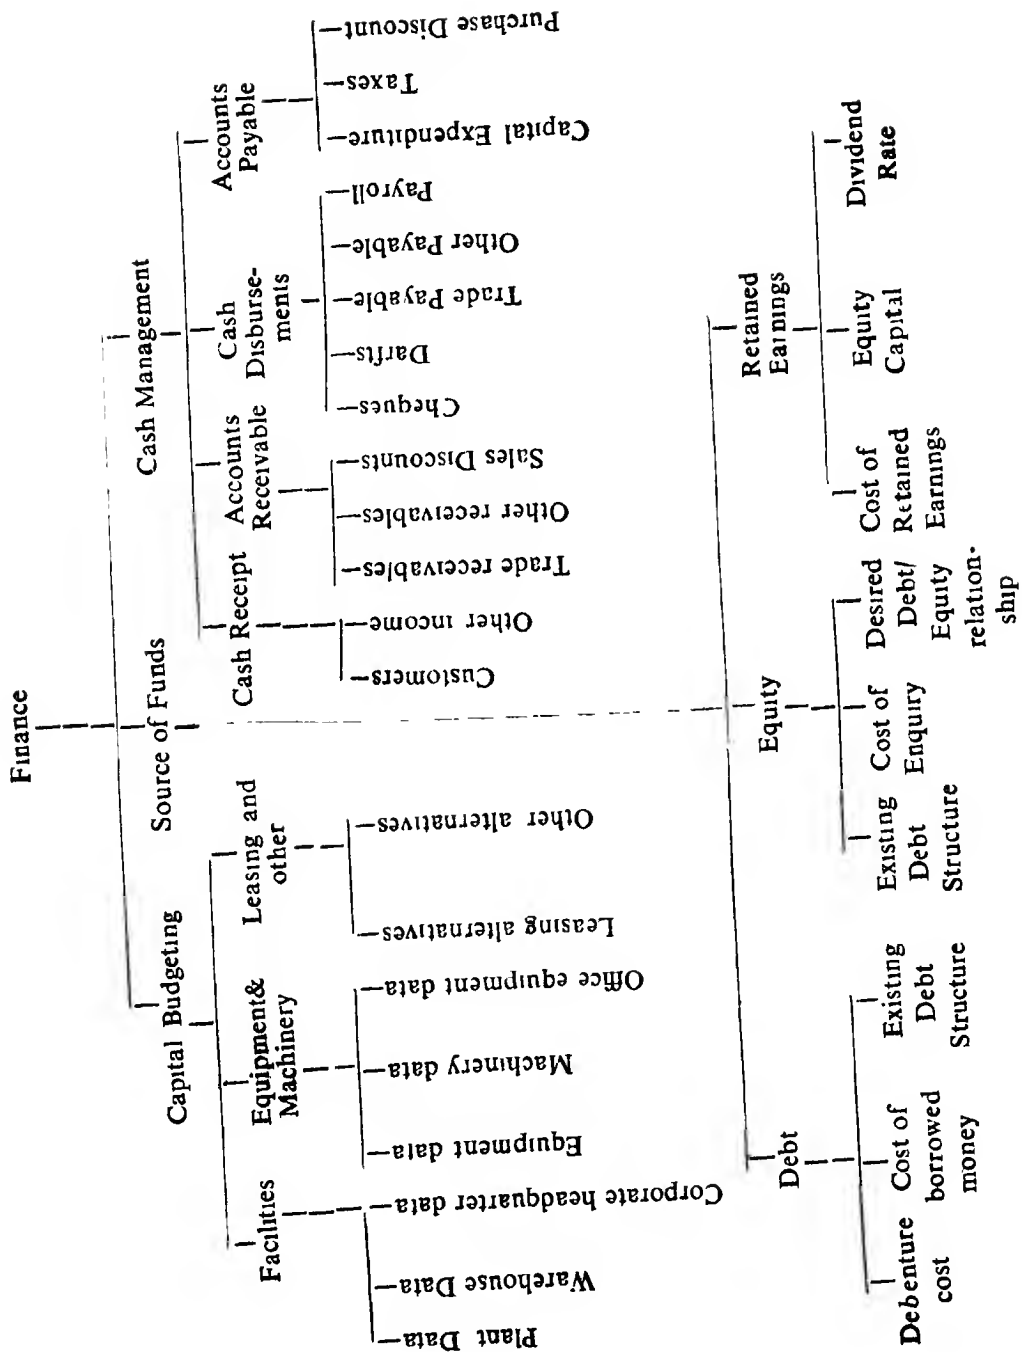 Finance
Capital Budgeting
Source of Funds
Cash Management
Facilities
Equipment&
Machinery
Leasing and
other
Cash Receipt
Accounts
Receivable
Cash
Disburse-
ments
Accounts
Payable
Plant Data
Warehouse Data
Corporate headquarter data
Equipment data
Machinery data
Office equipment data
Leasing alternatives
Other alternatives
Customers
Other income
Trade receivables
Other receivables
Sales Discounts
Cheques
Darfts
Trade Payable
Other Payable
Payroll
Capital Expenditure
Taxes
Purchase Discount
Debt
Equity
Retained
Earnings
Debenture
cost
Cost of
borrowed
money
Existing
Debt
Structure
Existing
Debt
Structure
Cost of
Enquiry
Desired
Debt/
Equity
relation-
ship
Cost of
Retained
Earnings
Equity
Capital
Dividend
Rate